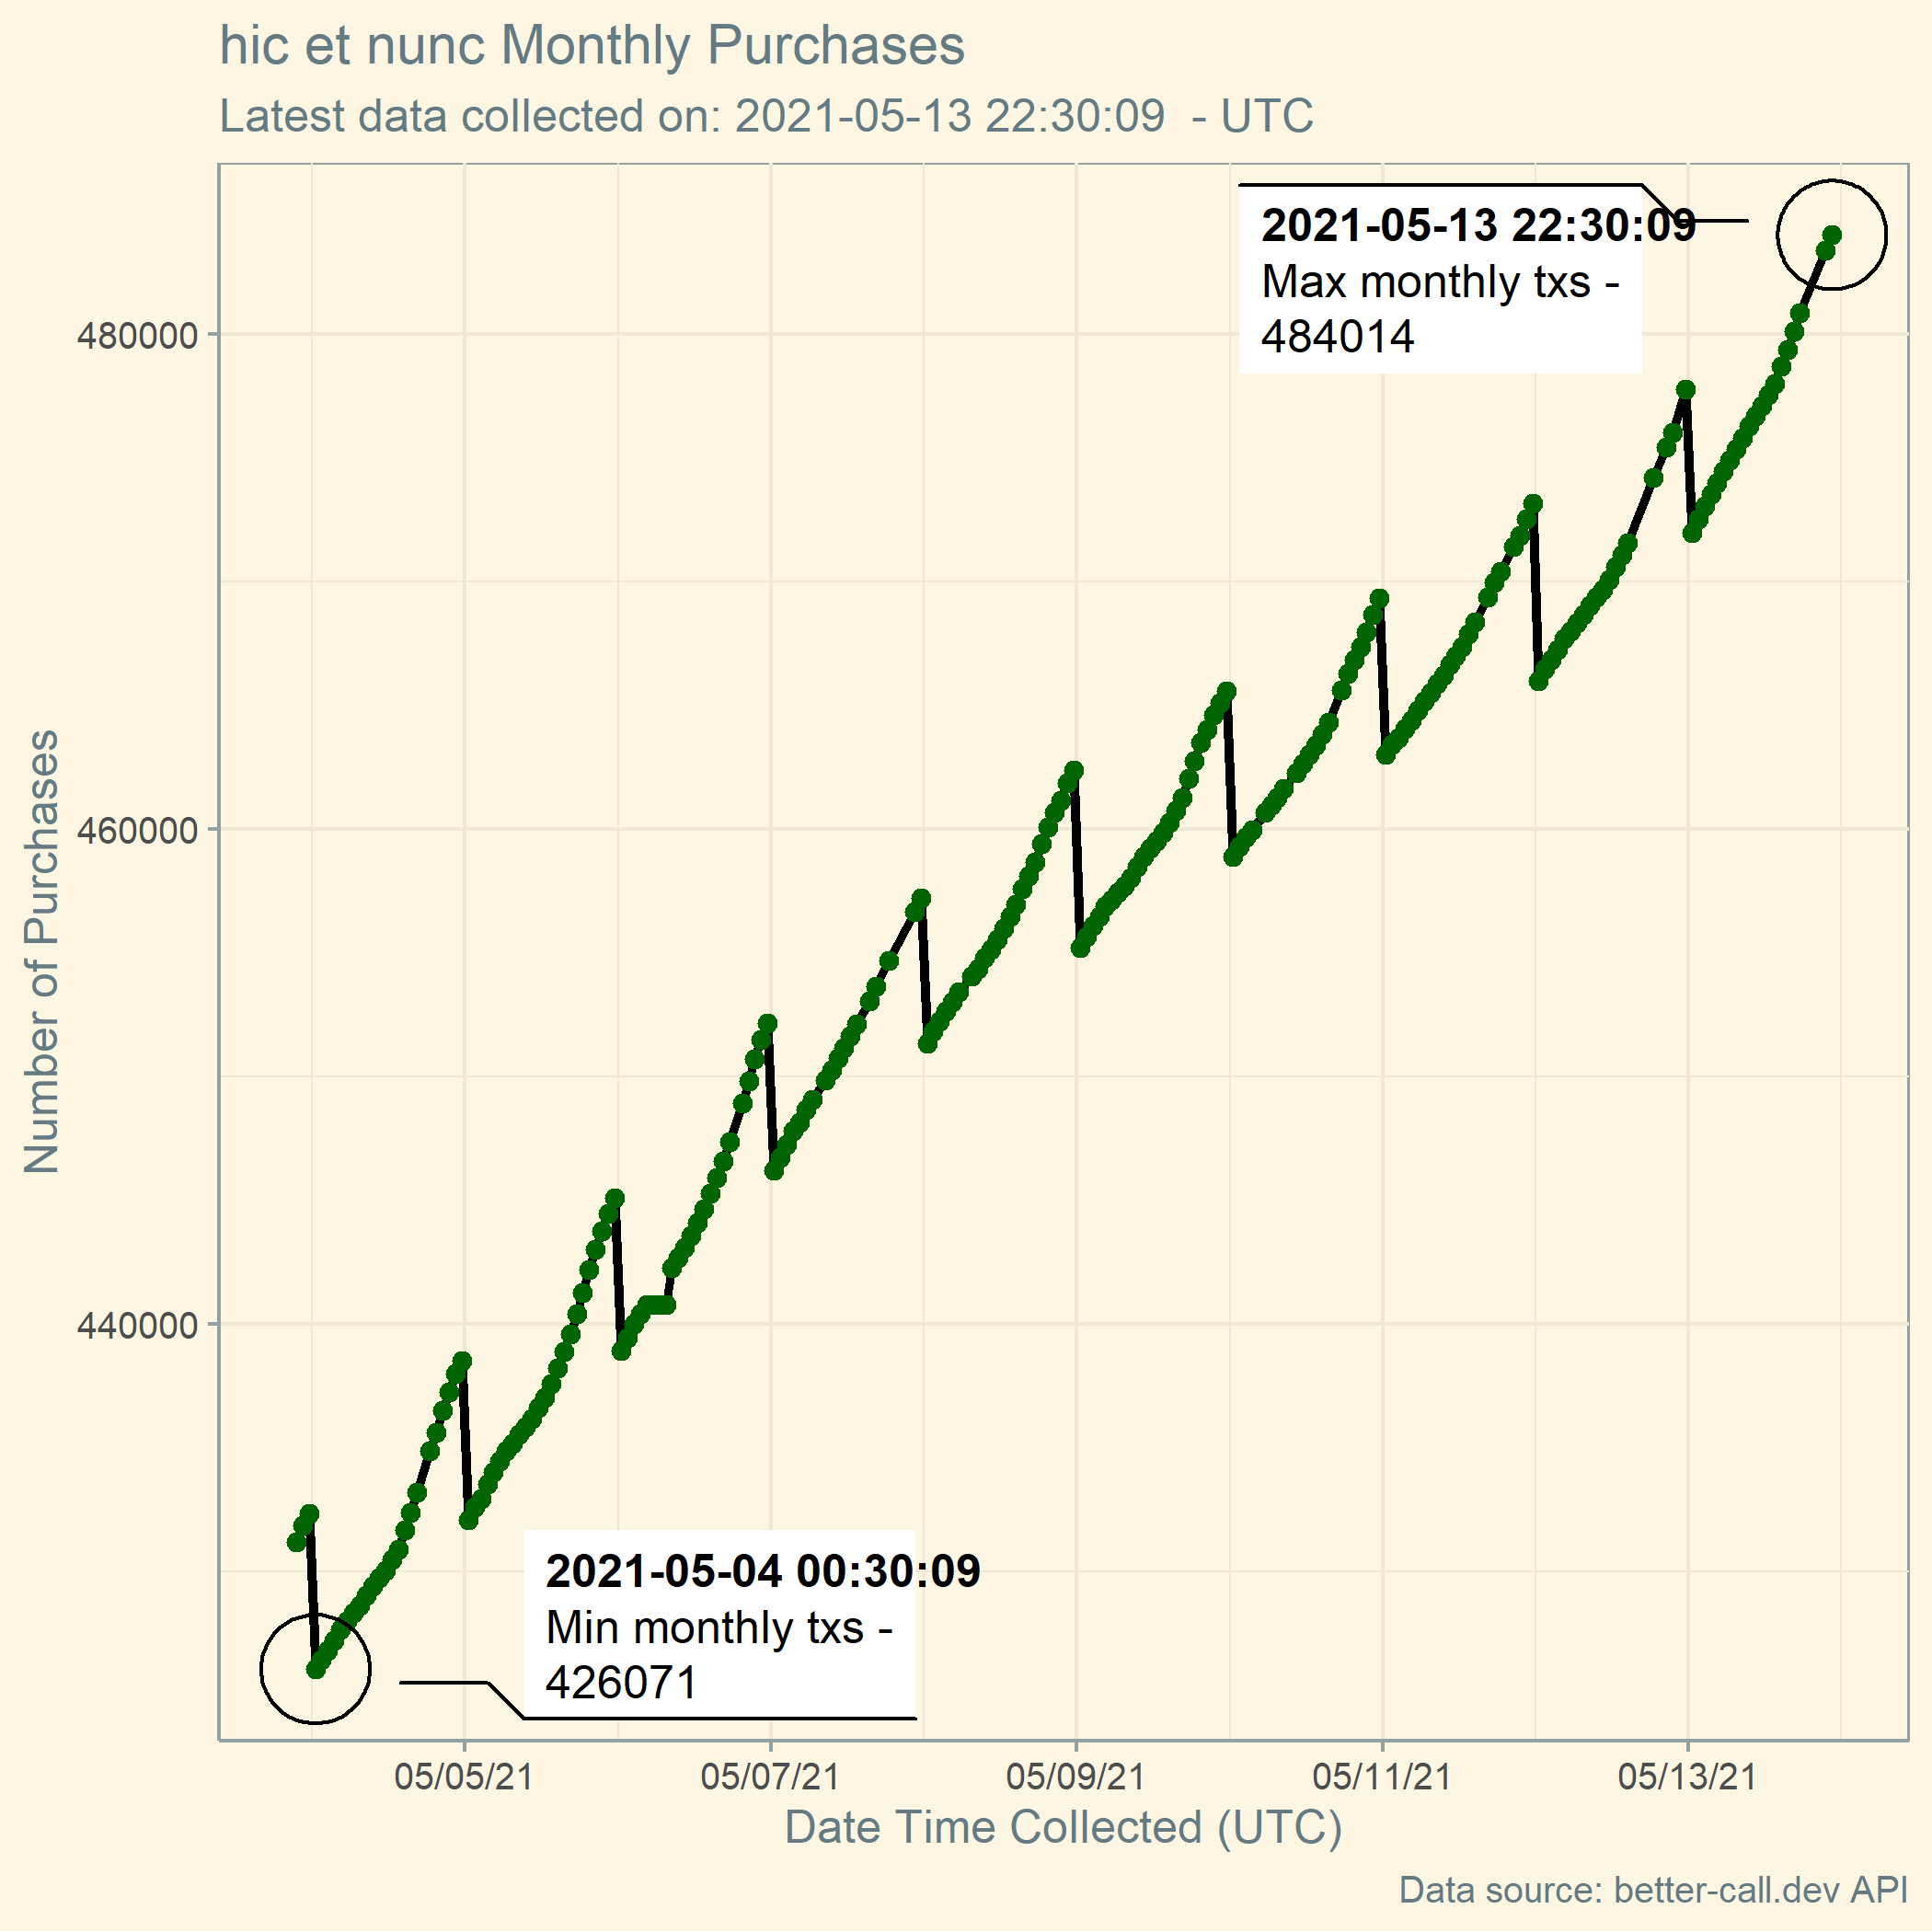 hic et nunc Monthly Purchases
Latest data collected on: 2021-05-13 22:30:09  - UTC
2021-05-13 22:30:09
Max monthly txs -
484014
480000
460000
440000
Number of Purchases
2021-05-04 00:30:09
Min monthly txs -
426071
05/05/21 05/07/21 05/09/21 05/11/21 05/13/21
Date Time Collected (UTC)
Data source: better-call.dev API